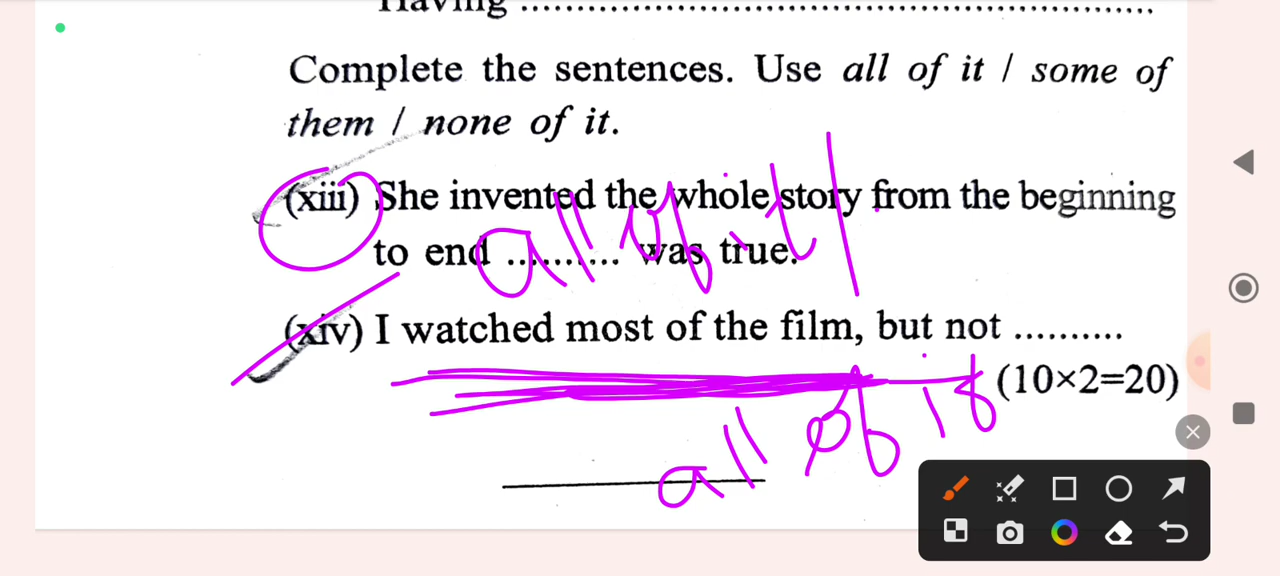 Having ..........................................................
Complete the sentences. Use all of it / some of
them / none of it.
(xiii) She invented the whole story from the beginning
to end .......... was true.
all of it
(xiv) I watched most of the film, but not ..........
(10×2=20)
all of it